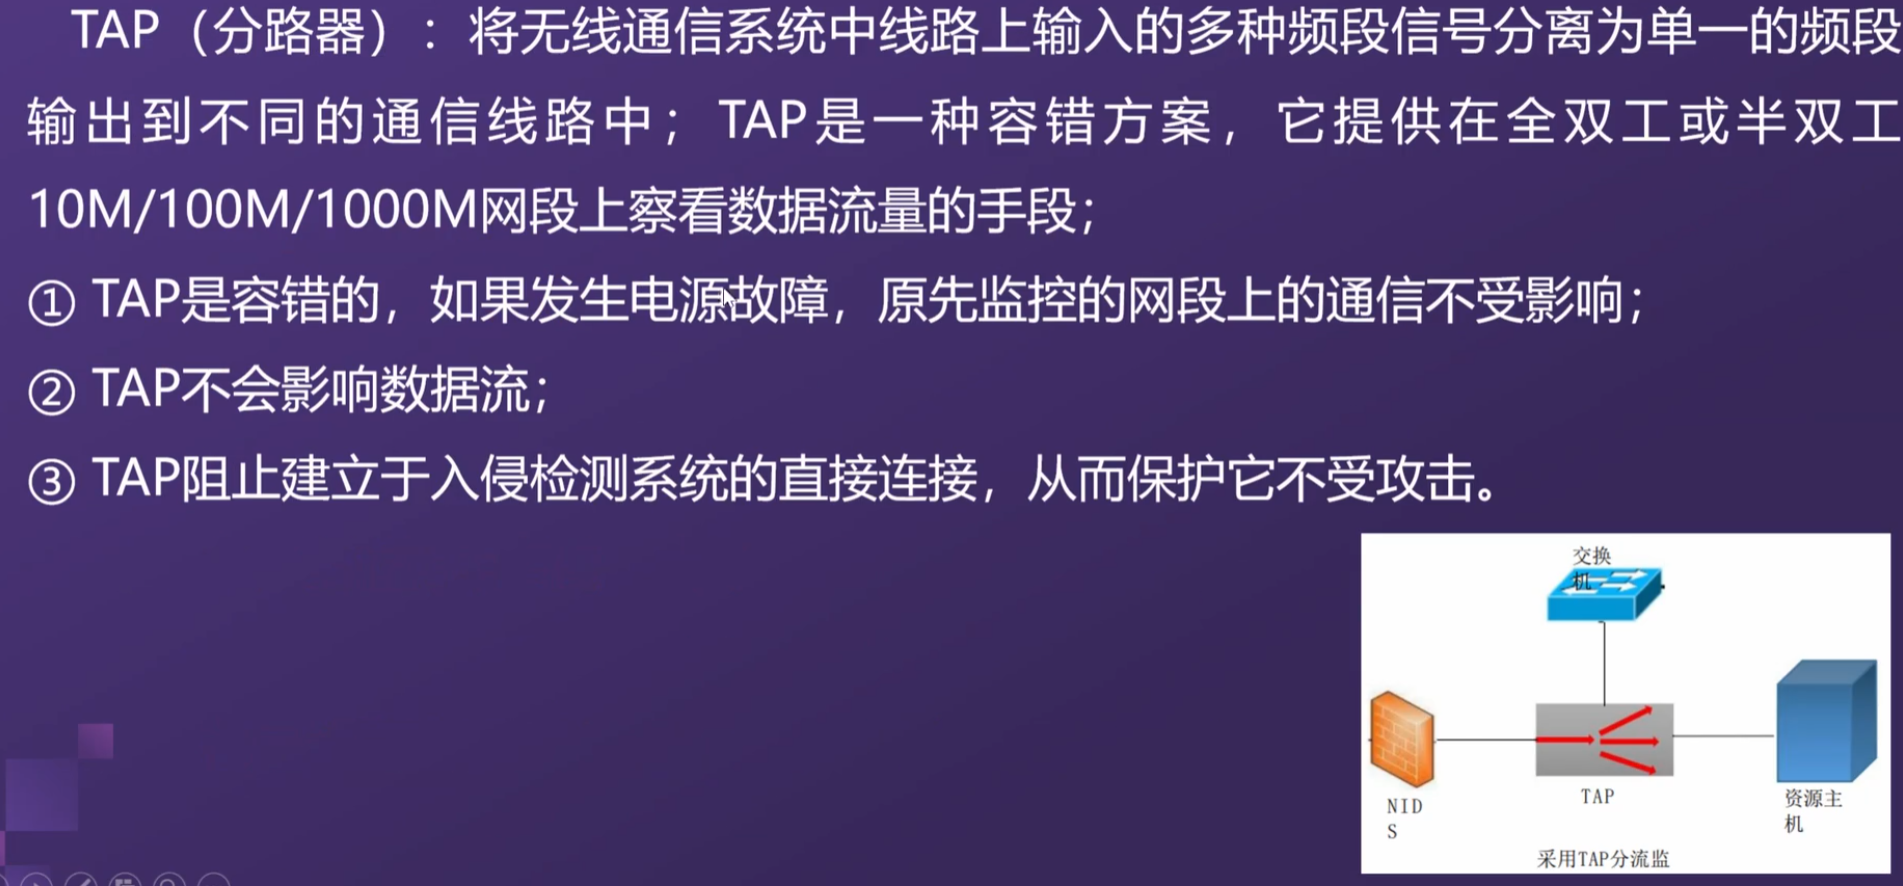 TAP（分路器）：将无线通信系统中线路上输入的多种频段信号分离为单一的频段
输出到不同的通信线路中；TAP是一种容错方案，它提供在全双工或半双工
10M/100M/1000M网段上察看数据流量的手段；
① TAP是容错的，如果发生电源故障，原先监控的网段上的通信不受影响；
② TAP不会影响数据流；
③ TAP阻止建立于入侵检测系统的直接连接，从而保护它不受攻击。
交换
机
NID
S
TAP
资源主
机
采用TAP分流监